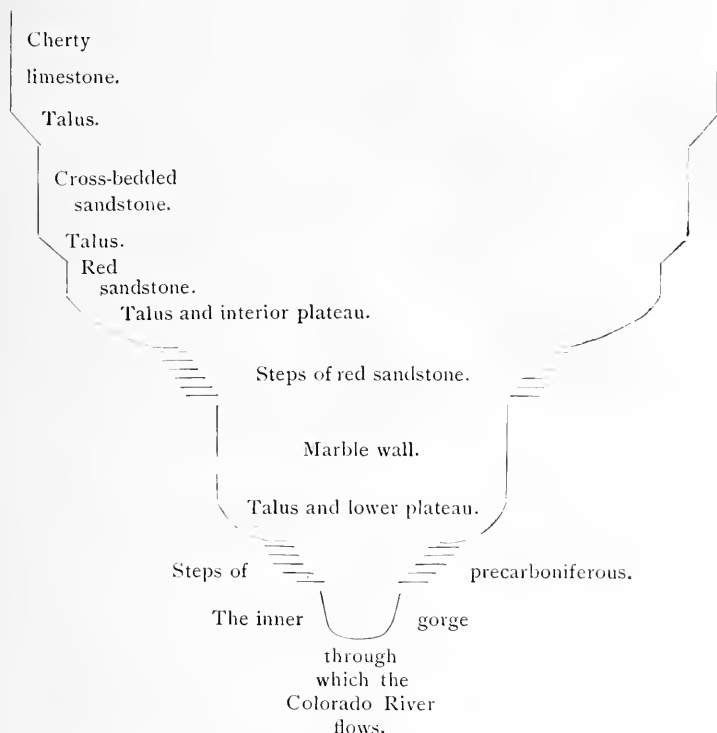 Cherty
limestone.
Talus.
Cross-bedded
sandstone.
Talus.
Red
sandstone.
Talus and interior plateau.
Steps of red sandstone.
Marble wall.
Talus and lower plateau.
Steps of precarboniferous.
The inner gorge
through
which the
Colorado River
flows.